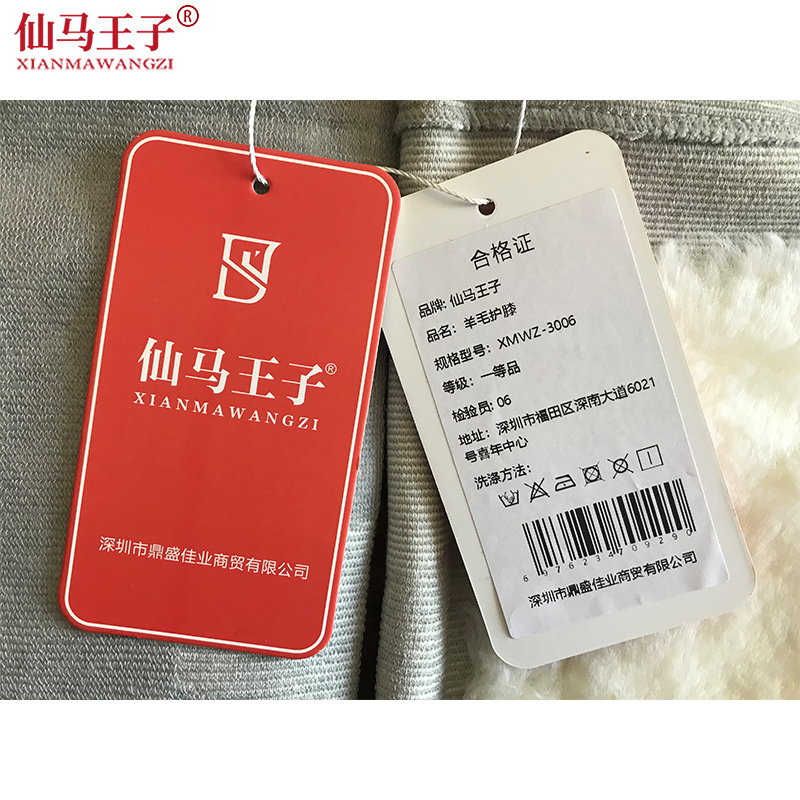 仙马王子®
XIANMAWANGZI
仙马王子®
XIANMAWANGZI
深圳市鼎盛佳业商贸有限公司
合格证
品牌: 仙马王子
品名: 羊毛护膝
规格型号: XMWZ-3006
等级: 一等品
检验员: 06
地址: 深圳市福田区深南大道6021
号喜年中心
洗涤方法:
6976234709290
深圳市鼎盛佳业商贸有限公司